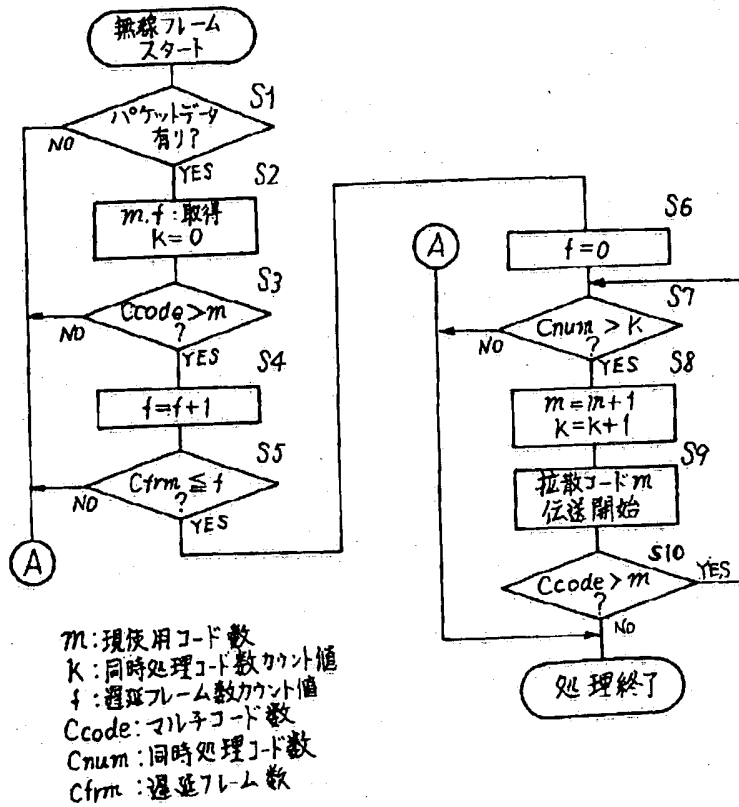 無線フレーム
スタート
S1
パケットデータ
有り?
NO
YES
S2
m,f:取得
K=0
S3
Ccode>m
?
NO
YES
S4
f=f+1
S5
Cfrm≦f
?
NO
YES
A
S6
f=0
A
S7
Cnum>K
?
NO
YES
S8
m=m+1
K=K+1
S9
拡散コードm
伝送開始
S10
Ccode>m
?
YES
NO
処理終了
m:現使用コード数
K:同時処理コード数カウント値
f:遅延フレーム数カウント値
Ccode:マルチコード数
Cnum:同時処理コード数
Cfrm:遅延フレーム数